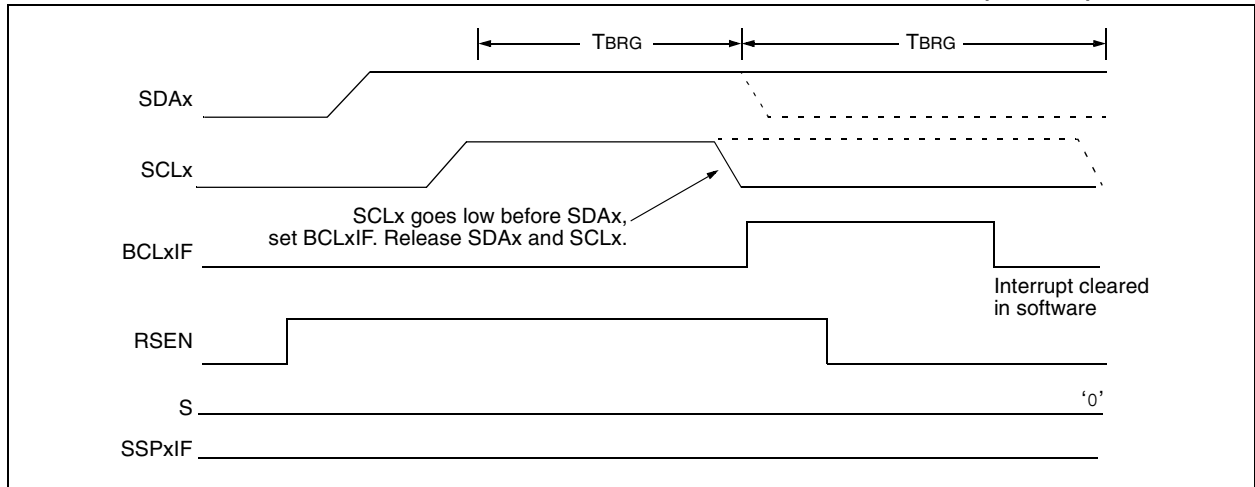 TBRG TBRG
SDAx
SCLx
SCLx goes low before SDAx,
set BCLxIF. Release SDAx and SCLx.
BCLxIF
Interrupt cleared
in software
RSEN
S
‘0’
SSPxIF